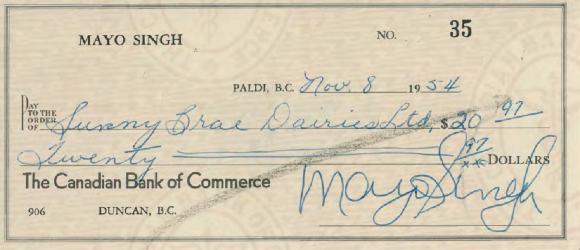 MAYO SINGH NO. 35
PALDI, B.C. Nov. 8 1954
PAY TO THE ORDER OF Sunny Brae Dairies Ltd, $20 97
Twenty 97 xx DOLLARS
The Canadian Bank of Commerce
906 DUNCAN, B.C.
Mayo Singh